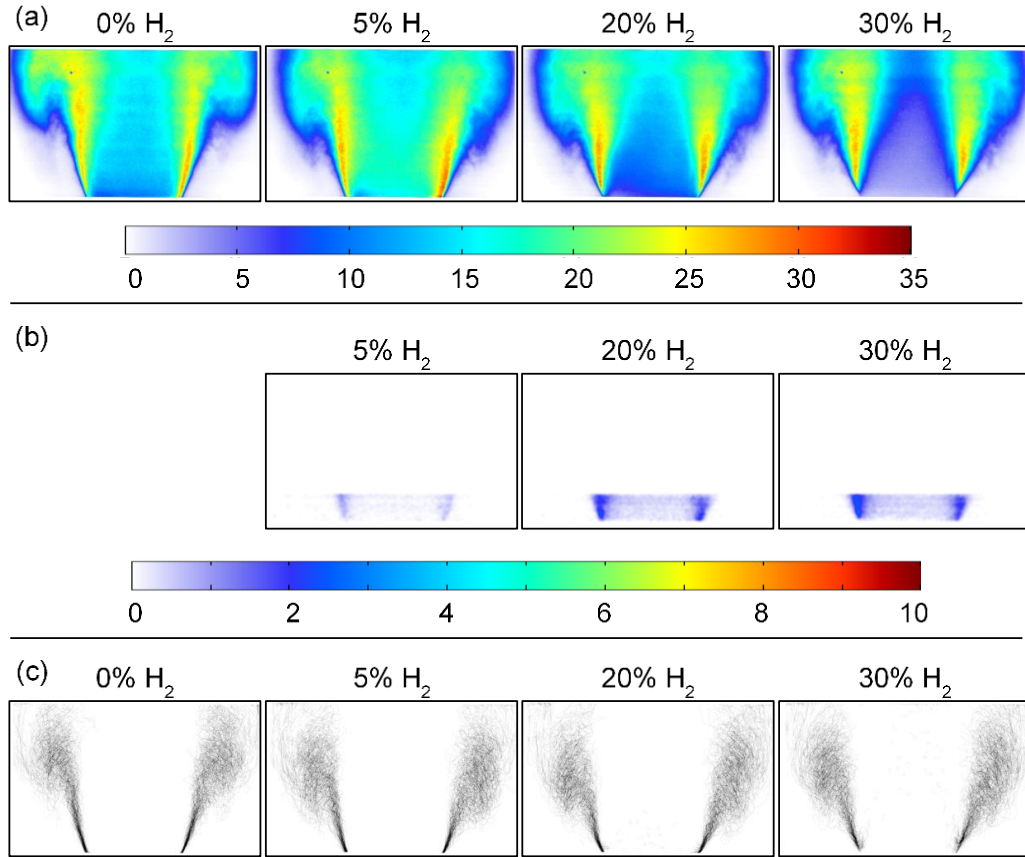 (a)
0% H₂ 5% H₂ 20% H₂ 30% H₂
0 5 10 15 20 25 30 35
(b)
5% H₂ 20% H₂ 30% H₂
0 2 4 6 8 10
(c)
0% H₂ 5% H₂ 20% H₂ 30% H₂